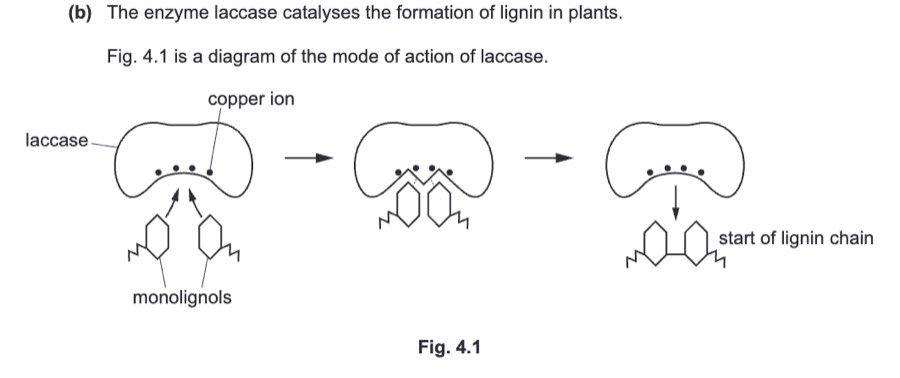 (b) The enzyme laccase catalyses the formation of lignin in plants.
Fig. 4.1 is a diagram of the mode of action of laccase.
copper ion
laccase
start of lignin chain
monolignols
Fig. 4.1